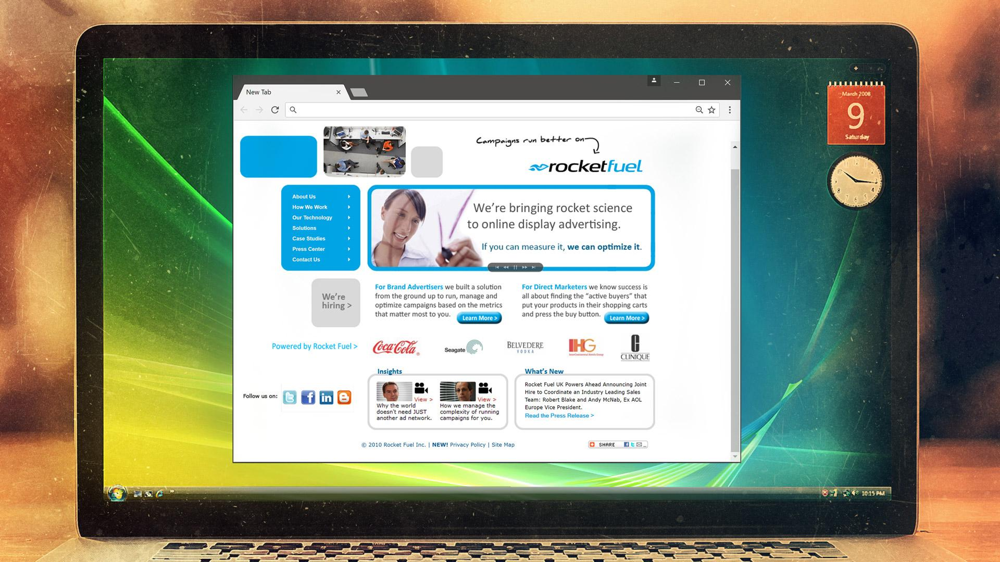 New Tab
March 2008
9
Saturday
Campaigns run better on
rocketfuel
About Us
How We Work
Our Technology
Solutions
Case Studies
Press Center
Contact Us
We're bringing rocket science
to online display advertising.
If you can measure it, we can optimize it.
We're
hiring >
For Brand Advertisers we built a solution
from the ground up to run, manage and
optimize campaigns based on the metrics
that matter most to you.
Learn More >
For Direct Marketers we know success is
all about finding the “active buyers” that
put your products in their shopping carts
and press the buy button.
Learn More >
Powered by Rocket Fuel >
Coca-Cola
Seagate
BELVEDERE
VODKA
IHG
InterContinental Hotels Group
CLINIQUE
Follow us on:
Insights
View >
Why the world
doesn't need JUST
another ad network.
View >
How we manage the
complexity of running
campaigns for you.
What's New
Rocket Fuel UK Powers Ahead Announcing Joint
Hire to Coordinate an Industry Leading Sales
Team: Robert Blake and Andy McNab, Ex AOL
Europe Vice President.
Read the Press Release >
© 2010 Rocket Fuel Inc. | NEW! Privacy Policy | Site Map
SHARE
10:15 PM